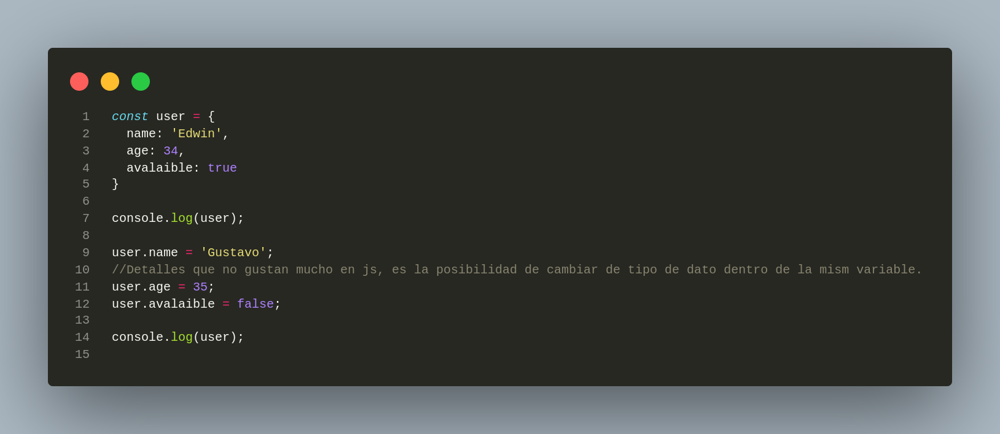 1 const user = {
2   name: 'Edwin',
3   age: 34,
4   avalaible: true
5 }
6
7 console.log(user);
8
9 user.name = 'Gustavo';
10 //Detalles que no gustan mucho en js, es la posibilidad de cambiar de tipo de dato dentro de la mism variable.
11 user.age = 35;
12 user.avalaible = false;
13
14 console.log(user);
15